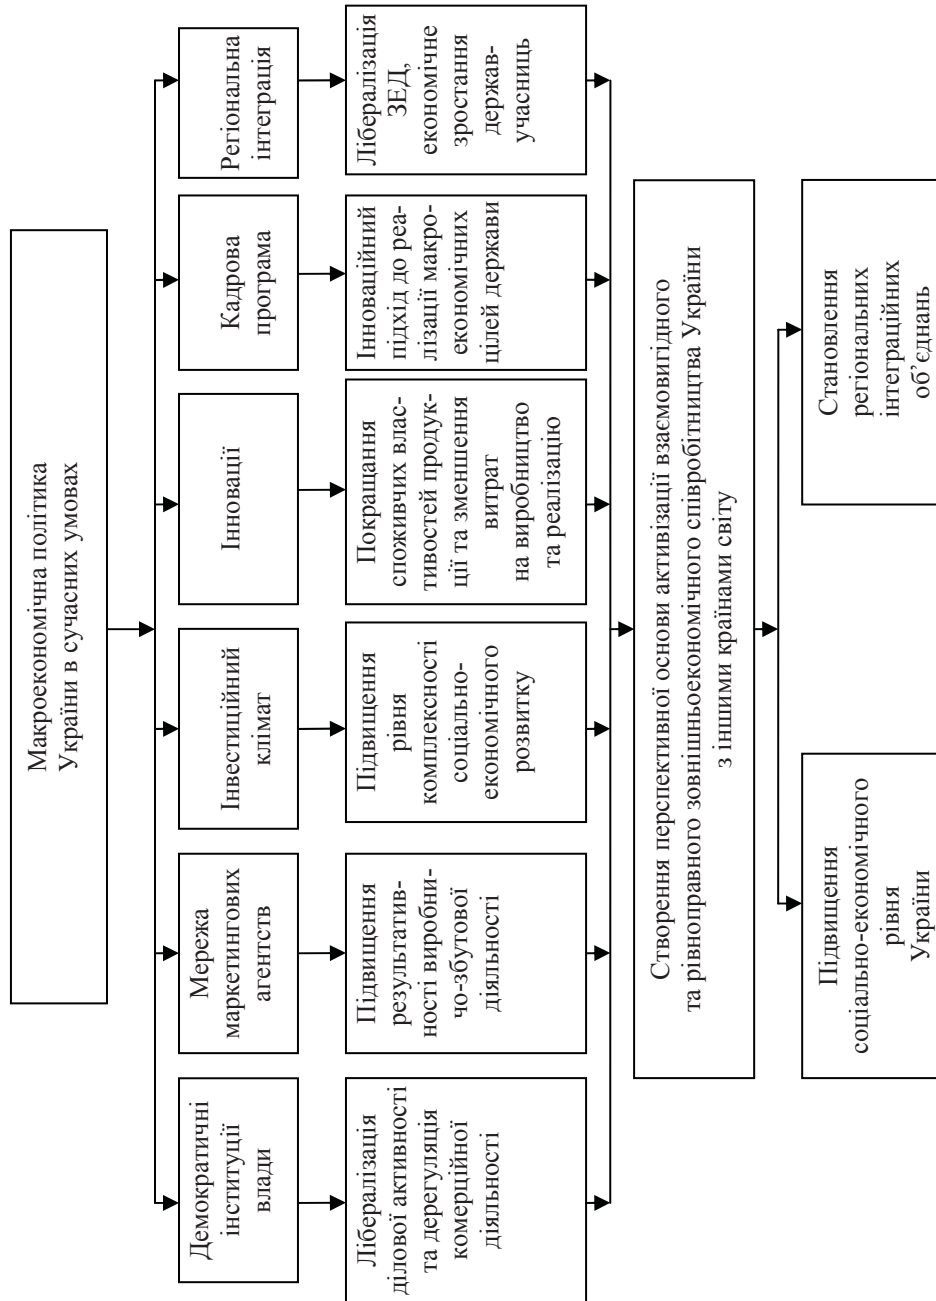 Макроекономічна політика
України в сучасних умовах
Демократичні
інституції
влади
Мережа
маркетингових
агентств
Інвестиційний
клімат
Інновації
Кадрова
програма
Регіональна
інтеграція
Лібералізація
ділової активності
та дерегуляція
комерційної
діяльності
Підвищення
результатив-
ності виробни-
чо-збутової
діяльності
Підвищення
рівня
комплексності
соціально-
економічного
розвитку
Покращання
споживчих влас-
тивостей продук-
ції та зменшення
витрат
на виробництво
та реалізацію
Інноваційний
підхід до реа-
лізації макро-
економічних
цілей держави
Лібералізація
ЗЕД,
економічне
зростання
держав-
учасниць
Створення перспективної основи активізації взаємовигідного
та рівноправного зовнішньоекономічного співробітництва України
з іншими країнами світу
Підвищення
соціально-економічного
рівня
України
Становлення
регіональних
інтеграційних
об’єднань